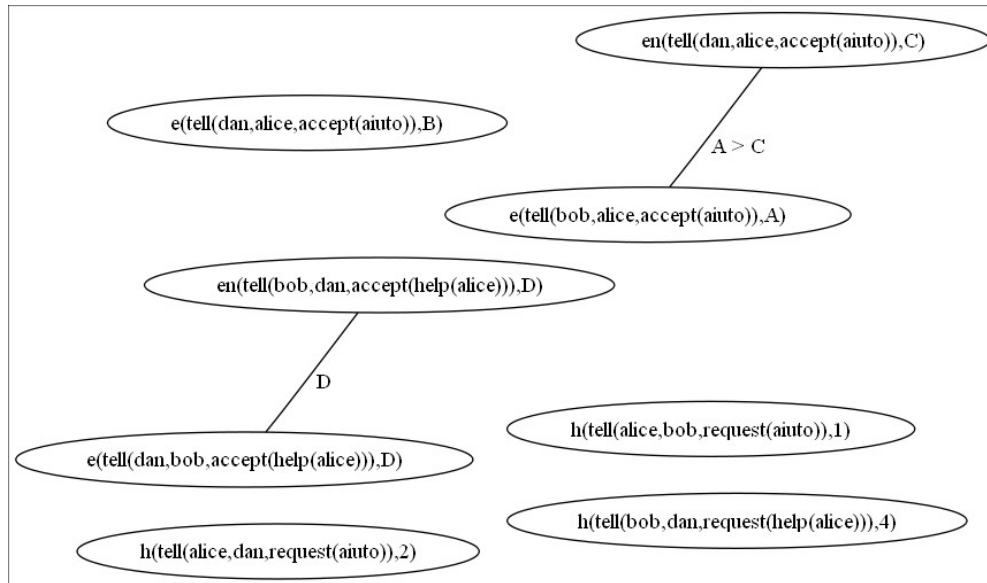 en(tell(dan,alice,accept(aiuto)),C)
e(tell(dan,alice,accept(aiuto)),B)
A > C
e(tell(bob,alice,accept(aiuto)),A)
en(tell(bob,dan,accept(help(alice))),D)
D
h(tell(alice,bob,request(aiuto)),1)
e(tell(dan,bob,accept(help(alice))),D)
h(tell(bob,dan,request(help(alice))),4)
h(tell(alice,dan,request(aiuto)),2)